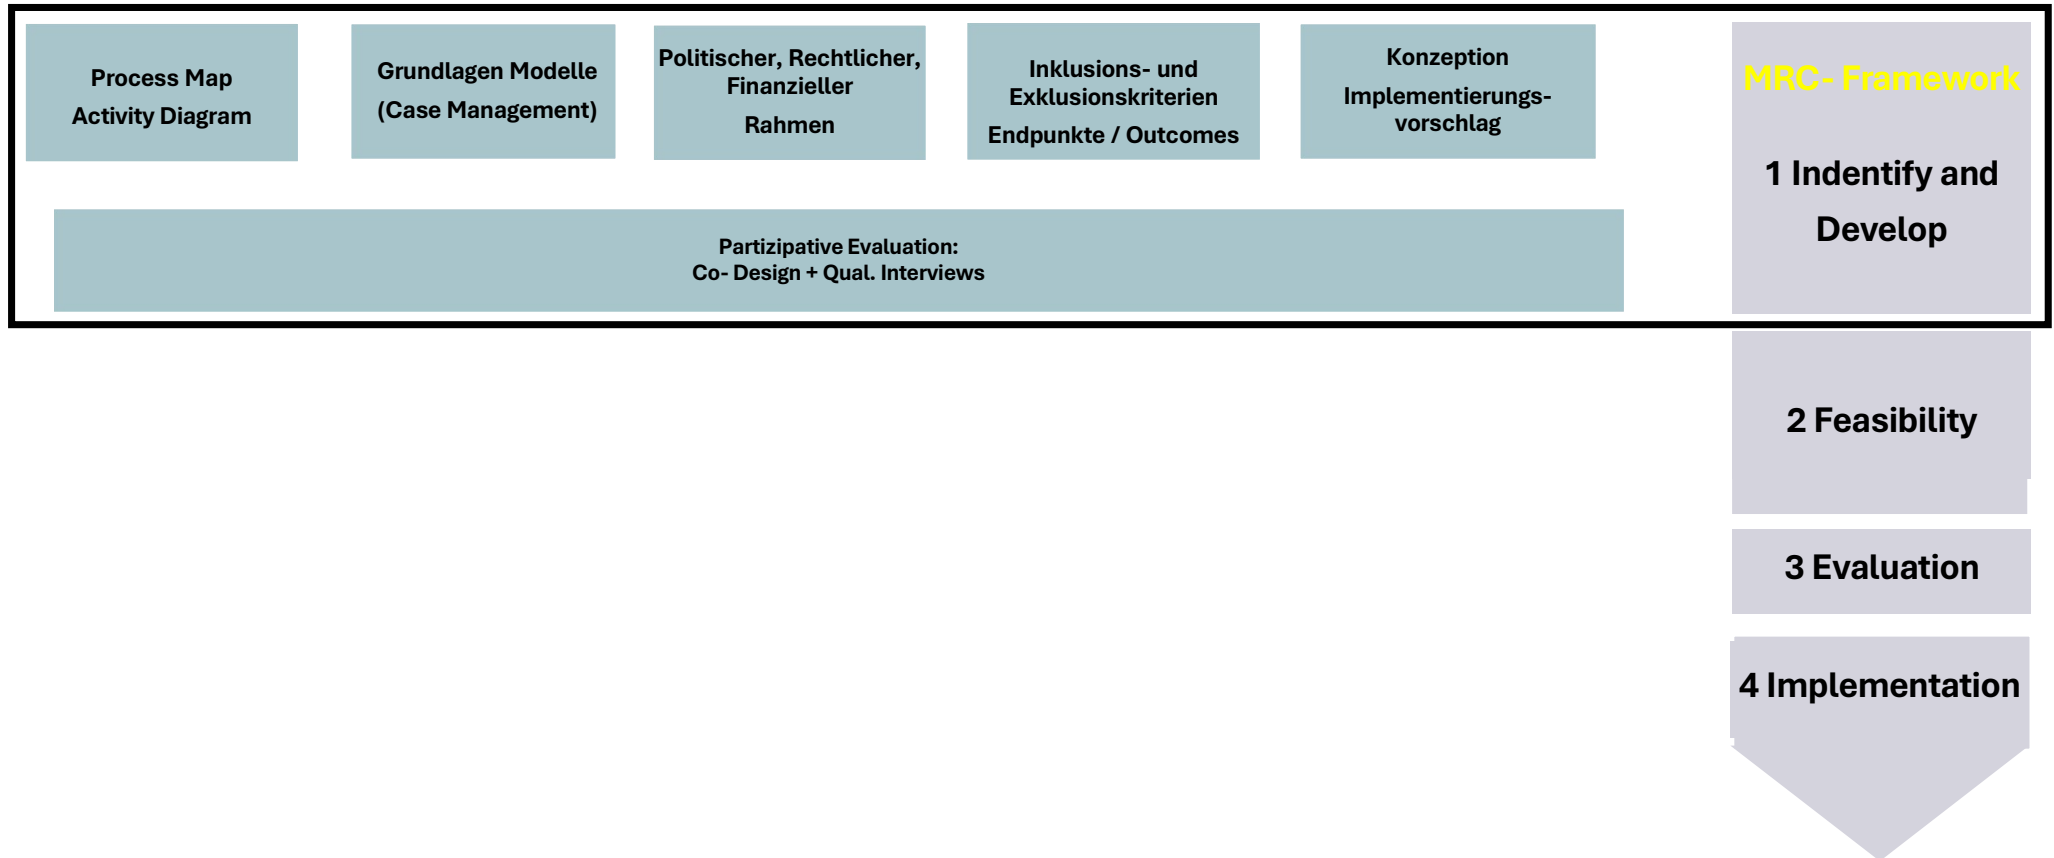 Process Map
Activity Diagram
Grundlagen Modelle
(Case Management)
Politischer, Rechtlicher,
Finanzieller
Rahmen
Inklusions- und
Exklusionskriterien
Endpunkte / Outcomes
Konzeption
Implementierungs-
vorschlag
MRC- Framework
1 Indentify and
Develop
Partizipative Evaluation:
Co- Design + Qual. Interviews
2 Feasibility
3 Evaluation
4 Implementation